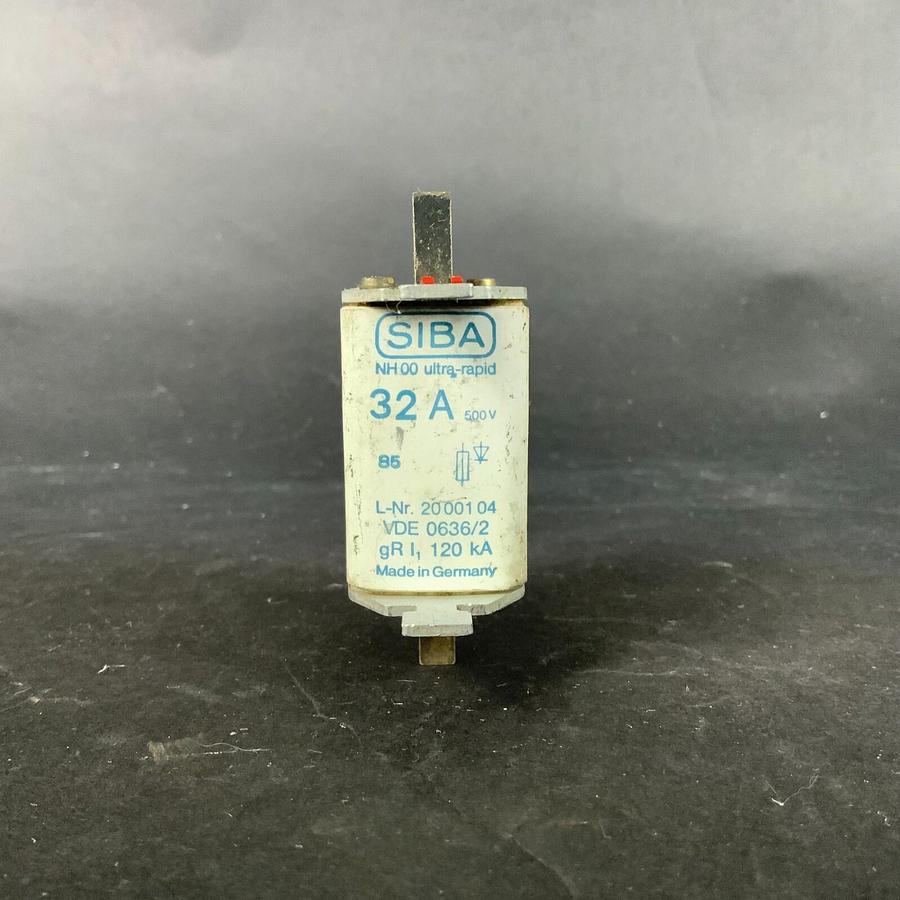 SIBA
NH 00 ultra-rapid
32 A 500 V
85
L-Nr. 20 001 04
VDE 0636/2
gR I₁ 120 kA
Made in Germany